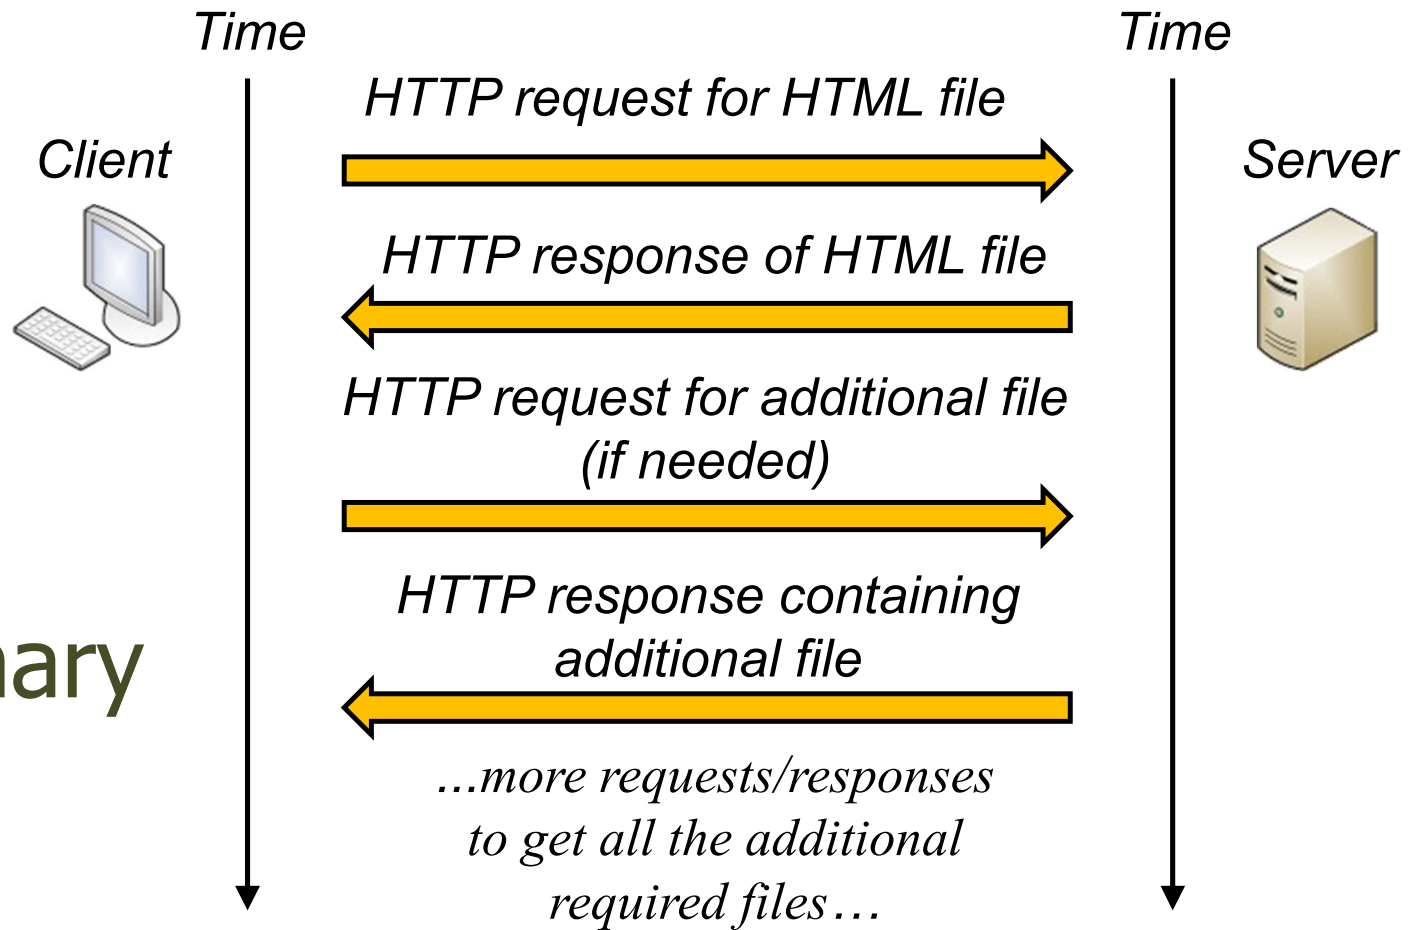 Time
Time
HTTP request for HTML file
Client
Server
HTTP response of HTML file
HTTP request for additional file
(if needed)
HTTP response containing
additional file
...more requests/responses
to get all the additional
required files…